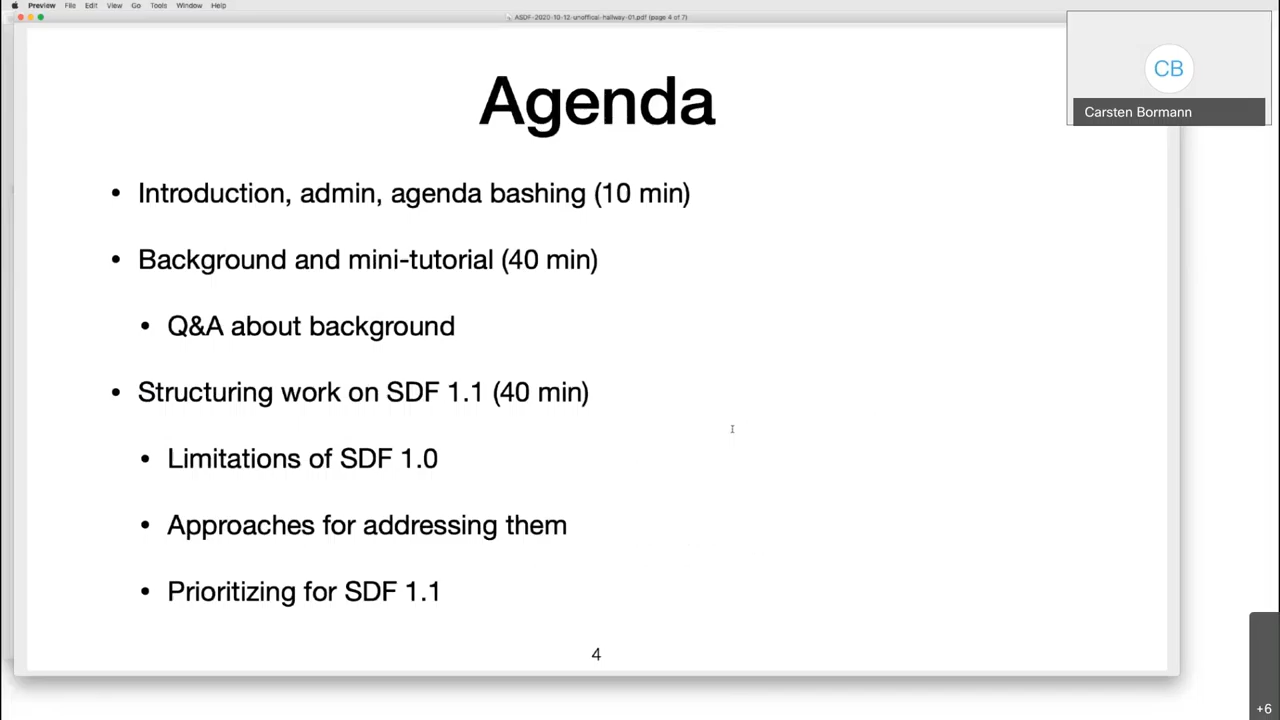 Preview File Edit View Go Tools Window Help
ASDF-2020-10-12-unoffical-hallway-01.pdf (page 4 of 7)
CB
Carsten Bormann
Agenda
• Introduction, admin, agenda bashing (10 min)
• Background and mini-tutorial (40 min)
• Q&A about background
• Structuring work on SDF 1.1 (40 min)
• Limitations of SDF 1.0
• Approaches for addressing them
• Prioritizing for SDF 1.1
4
+6